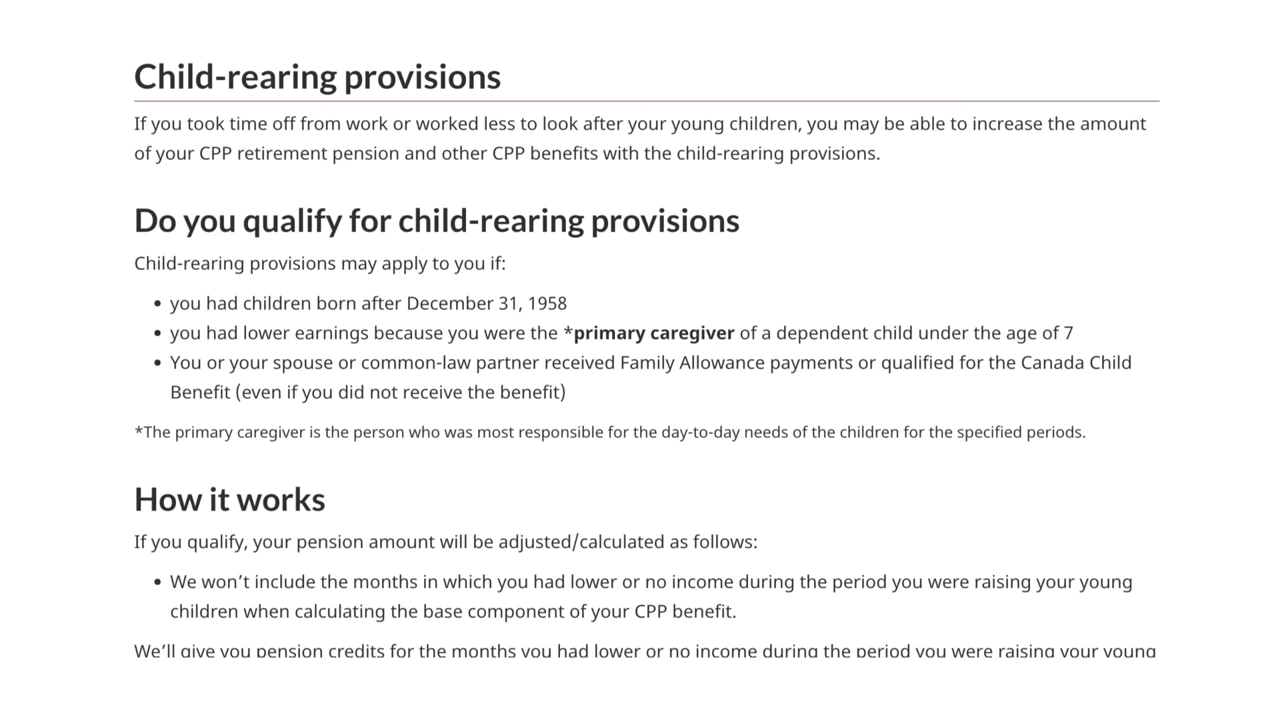 Child-rearing provisions
If you took time off from work or worked less to look after your young children, you may be able to increase the amount
of your CPP retirement pension and other CPP benefits with the child-rearing provisions.
Do you qualify for child-rearing provisions
Child-rearing provisions may apply to you if:
• you had children born after December 31, 1958
• you had lower earnings because you were the *primary caregiver of a dependent child under the age of 7
• You or your spouse or common-law partner received Family Allowance payments or qualified for the Canada Child
Benefit (even if you did not receive the benefit)
*The primary caregiver is the person who was most responsible for the day-to-day needs of the children for the specified periods.
How it works
If you qualify, your pension amount will be adjusted/calculated as follows:
• We won’t include the months in which you had lower or no income during the period you were raising your young
children when calculating the base component of your CPP benefit.
We’ll give you pension credits for the months you had lower or no income during the period you were raising your young